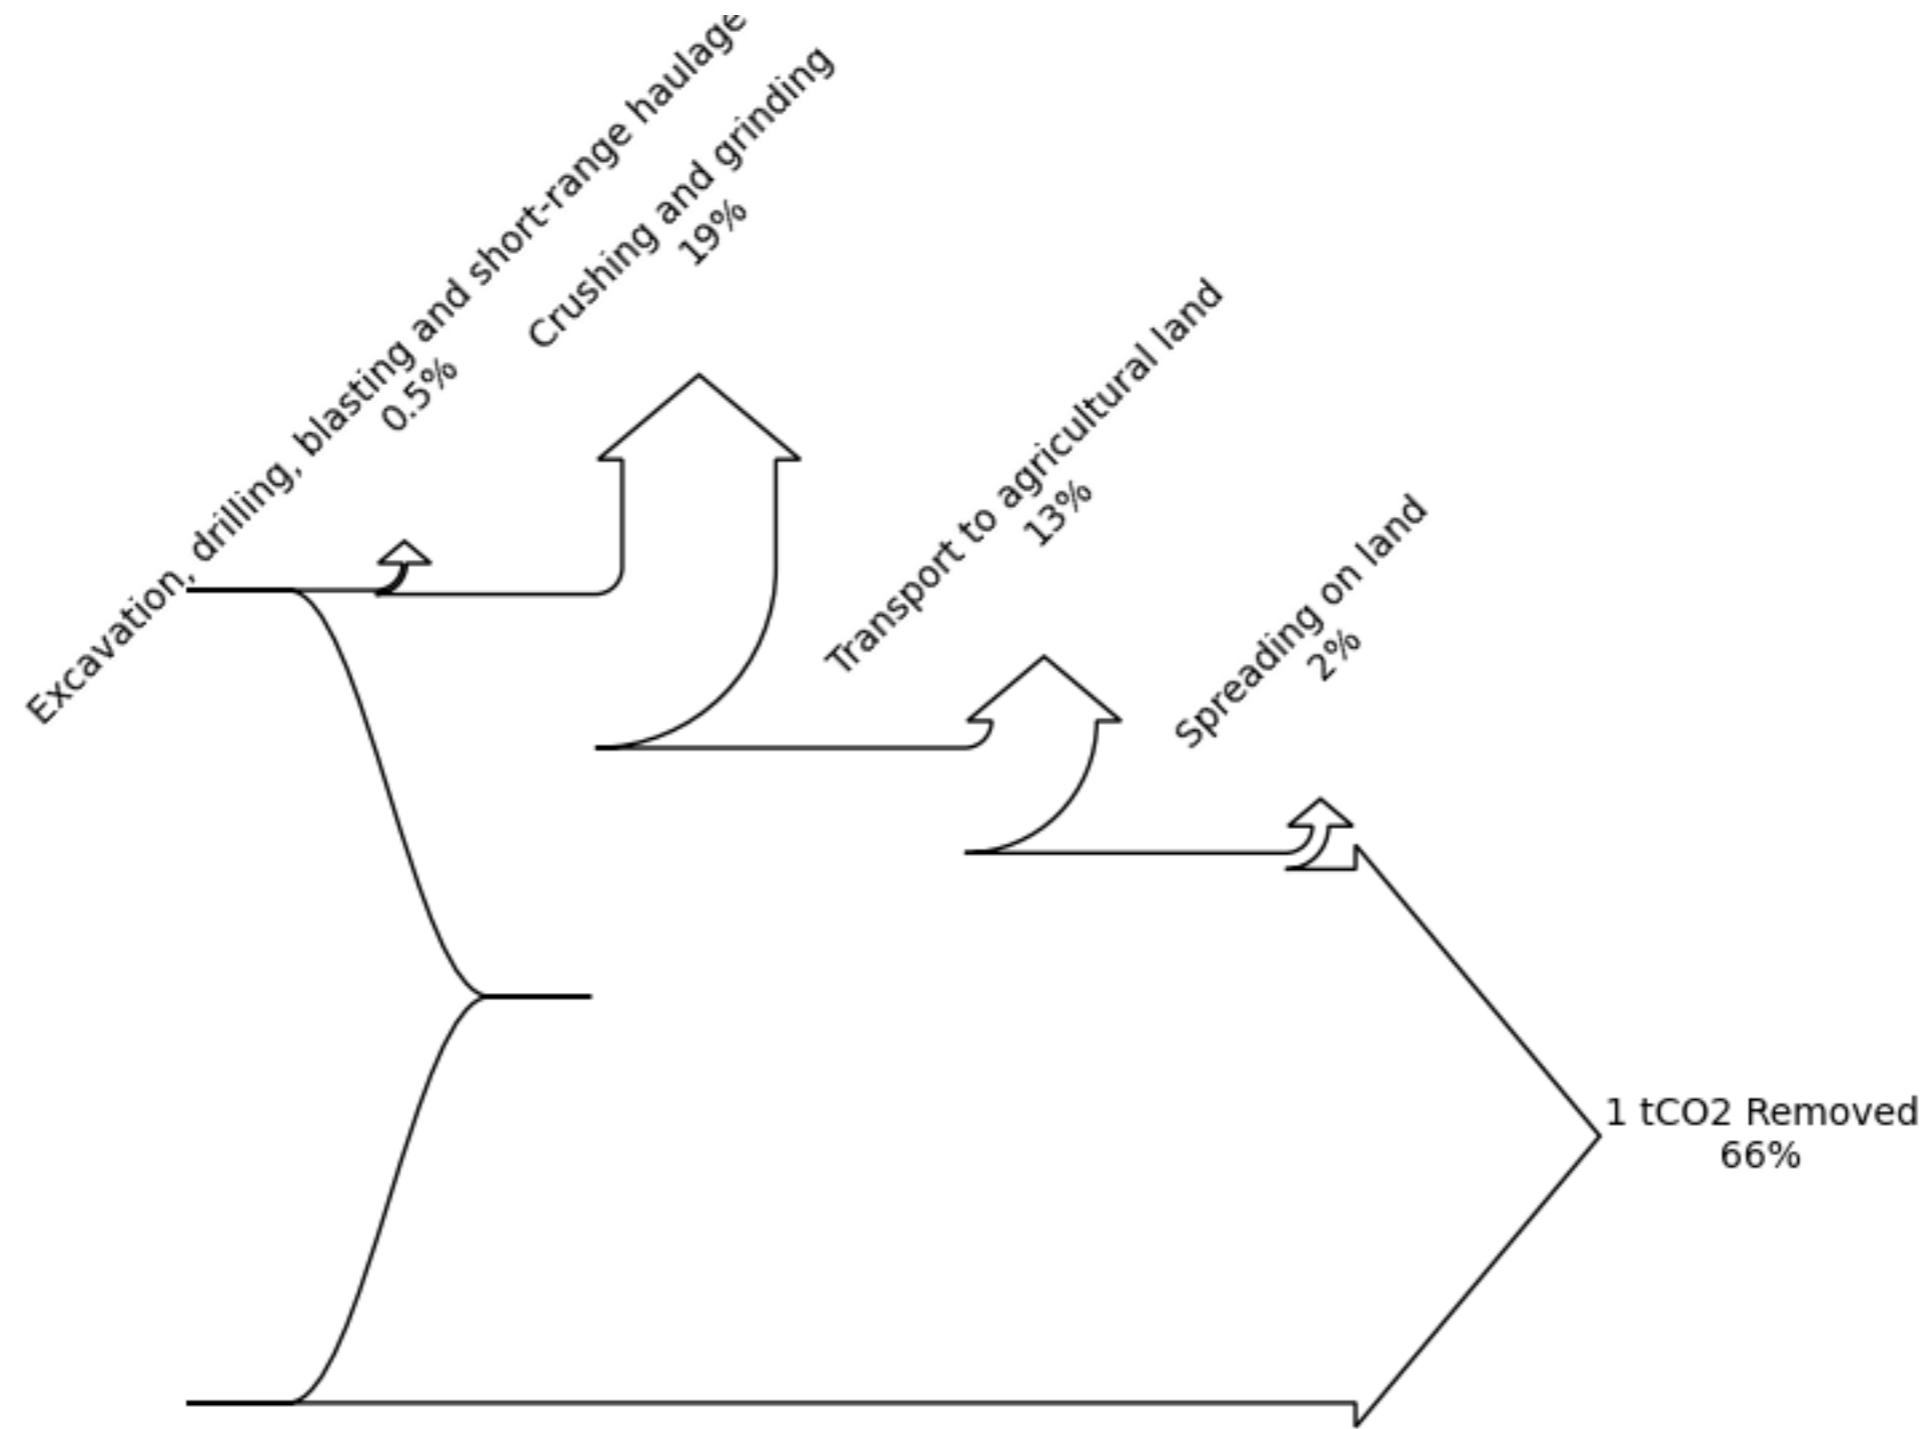 Excavation, drilling, blasting and short-range haulage
0.5%
Crushing and grinding
19%
Transport to agricultural land
13%
Spreading on land
2%
1 tCO2 Removed
66%